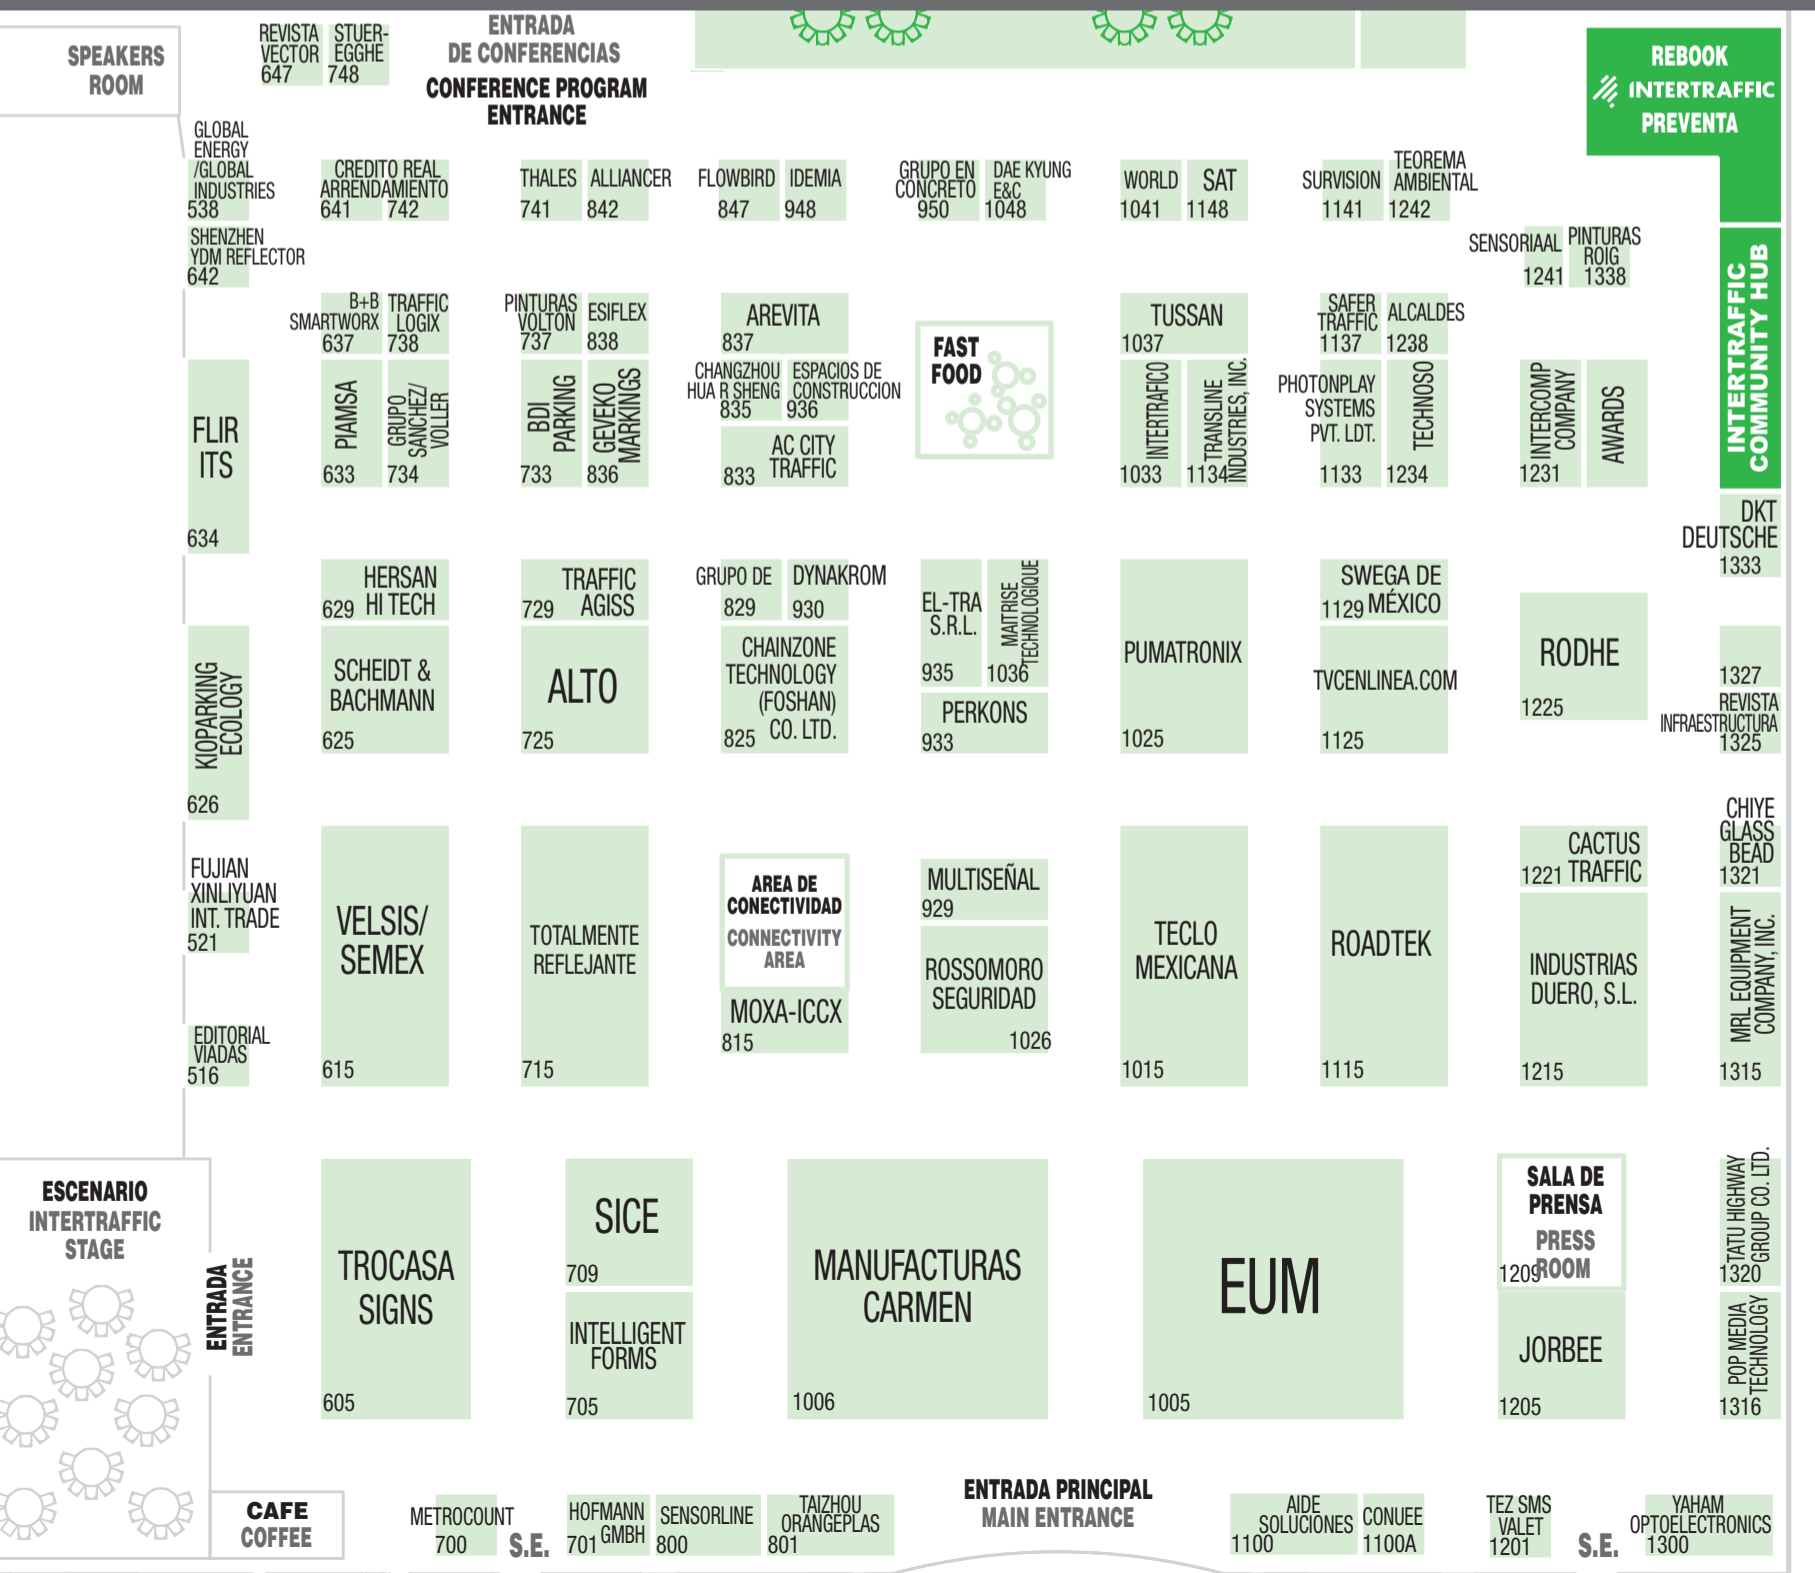 SPEAKERS
ROOM
REVISTA
VECTOR
647
STUER-
EGGHE
748
ENTRADA
DE CONFERENCIAS
CONFERENCE PROGRAM
ENTRANCE
REBOOK
INTERTRAFFIC
PREVENTA
GLOBAL
ENERGY
/GLOBAL
INDUSTRIES
538
CREDITO REAL
ARRENDAMIENTO
641 742
THALES
741
ALLIANCER
842
FLOWBIRD
847
IDEMIA
948
GRUPO EN
CONCRETO
950
DAE KYUNG
E&C
1048
WORLD
1041
SAT
1148
SURVISION
1141
TEOREMA
AMBIENTAL
1242
SHENZHEN
YDM REFLECTOR
642
SENSORIAAL
1241
PINTURAS
ROIG
1338
INTERTRAFFIC
COMMUNITY HUB
B+B
SMARTWORX
637
TRAFFIC
LOGIX
738
PINTURAS
VOLTON
737
ESIFLEX
838
AREVITA
837
FAST
FOOD
TUSSAN
1037
SAFER
TRAFFIC
1137
ALCALDES
1238
FLIR
ITS
634
PIAMSA
633
GRUPO
SANCHEZ/
VOLLER
734
BDI
PARKING
733
GEVEKO
MARKINGS
836
CHANGZHOU
HUA R SHENG
835
ESPACIOS DE
CONSTRUCCION
936
AC CITY
TRAFFIC
833
INTERTRAFICO
1033
TRANSLINE
INDUSTRIES, INC.
1134
PHOTONPLAY
SYSTEMS
PVT. LDT.
1133
TECHNOSO
1234
INTERCOMP
COMPANY
1231
AWARDS
DKT
DEUTSCHE
1333
HERSAN
HI TECH
629
TRAFFIC
AGISS
729
GRUPO DE
829
DYNAKROM
930
EL-TRA
S.R.L.
935
MAITRISE
TECHNOLOGIQUE
1036
PUMATRONIX
1025
SWEGA DE
MÉXICO
1129
RODHE
1225
1327
KIOPARKING
ECOLOGY
626
SCHEIDT &
BACHMANN
625
ALTO
725
CHAINZONE
TECHNOLOGY
(FOSHAN)
CO. LTD.
825
PERKONS
933
TVCENLINEA.COM
1125
REVISTA
INFRAESTRUCTURA
1325
FUJIAN
XINLIYUAN
INT. TRADE
521
VELSIS/
SEMEX
615
TOTALMENTE
REFLEJANTE
715
AREA DE
CONECTIVIDAD
CONNECTIVITY
AREA
MOXA-ICCX
815
MULTISEÑAL
929
ROSSOMORO
SEGURIDAD
1026
TECLO
MEXICANA
1015
ROADTEK
1115
CACTUS
TRAFFIC
1221
INDUSTRIAS
DUERO, S.L.
1215
CHIYE
GLASS
BEAD
1321
MRL EQUIPMENT
COMPANY, INC.
1315
EDITORIAL
VIADAS
516
ESCENARIO
INTERTRAFFIC
STAGE
ENTRADA
ENTRANCE
TROCASA
SIGNS
605
SICE
709
INTELLIGENT
FORMS
705
MANUFACTURAS
CARMEN
1006
EUM
1005
SALA DE
PRENSA
PRESS
ROOM
1209
JORBEE
1205
TATU HIGHWAY
GROUP CO. LTD.
1320
POP MEDIA
TECHNOLOGY
1316
CAFE
COFFEE
METROCOUNT
700
S.E.
HOFMANN
GMBH
701
SENSORLINE
800
TAIZHOU
ORANGEPLAS
801
ENTRADA PRINCIPAL
MAIN ENTRANCE
AIDE
SOLUCIONES
1100
CONUEE
1100A
TEZ SMS
VALET
1201
S.E.
YAHAM
OPTOELECTRONICS
1300